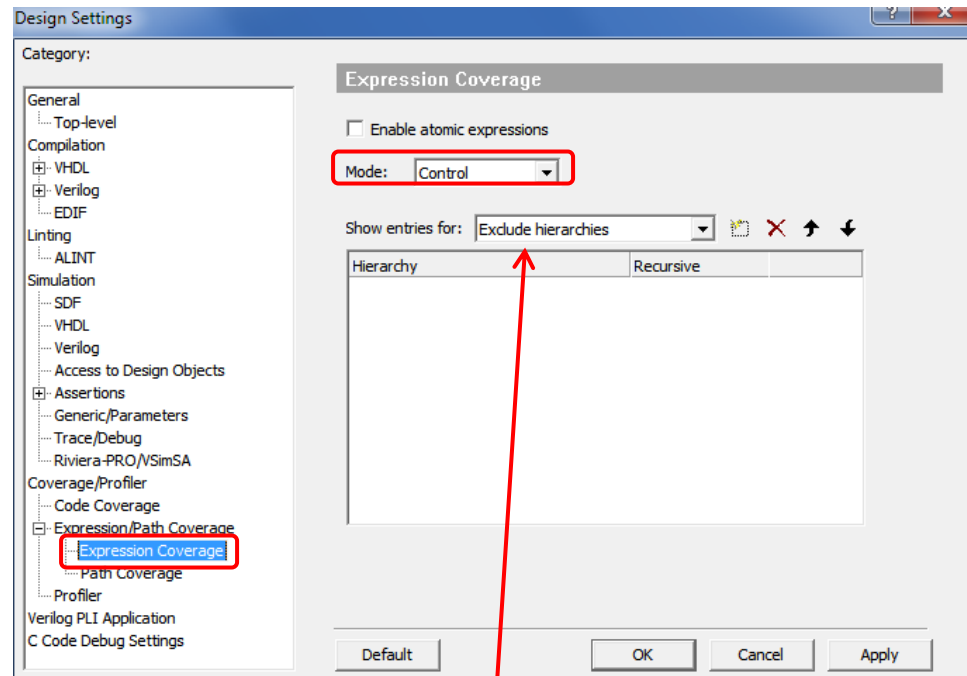 Design Settings
Category:
General
Top-level
Compilation
VHDL
Verilog
EDIF
Linting
ALINT
Simulation
SDF
VHDL
Verilog
Access to Design Objects
Assertions
Generic/Parameters
Trace/Debug
Riviera-PRO/VSimSA
Coverage/Profiler
Code Coverage
Expression/Path Coverage
Expression Coverage
Path Coverage
Profiler
Verilog PLI Application
C Code Debug Settings
Expression Coverage
Enable atomic expressions
Mode: Control
Show entries for: Exclude hierarchies
Hierarchy Recursive
Default OK Cancel Apply